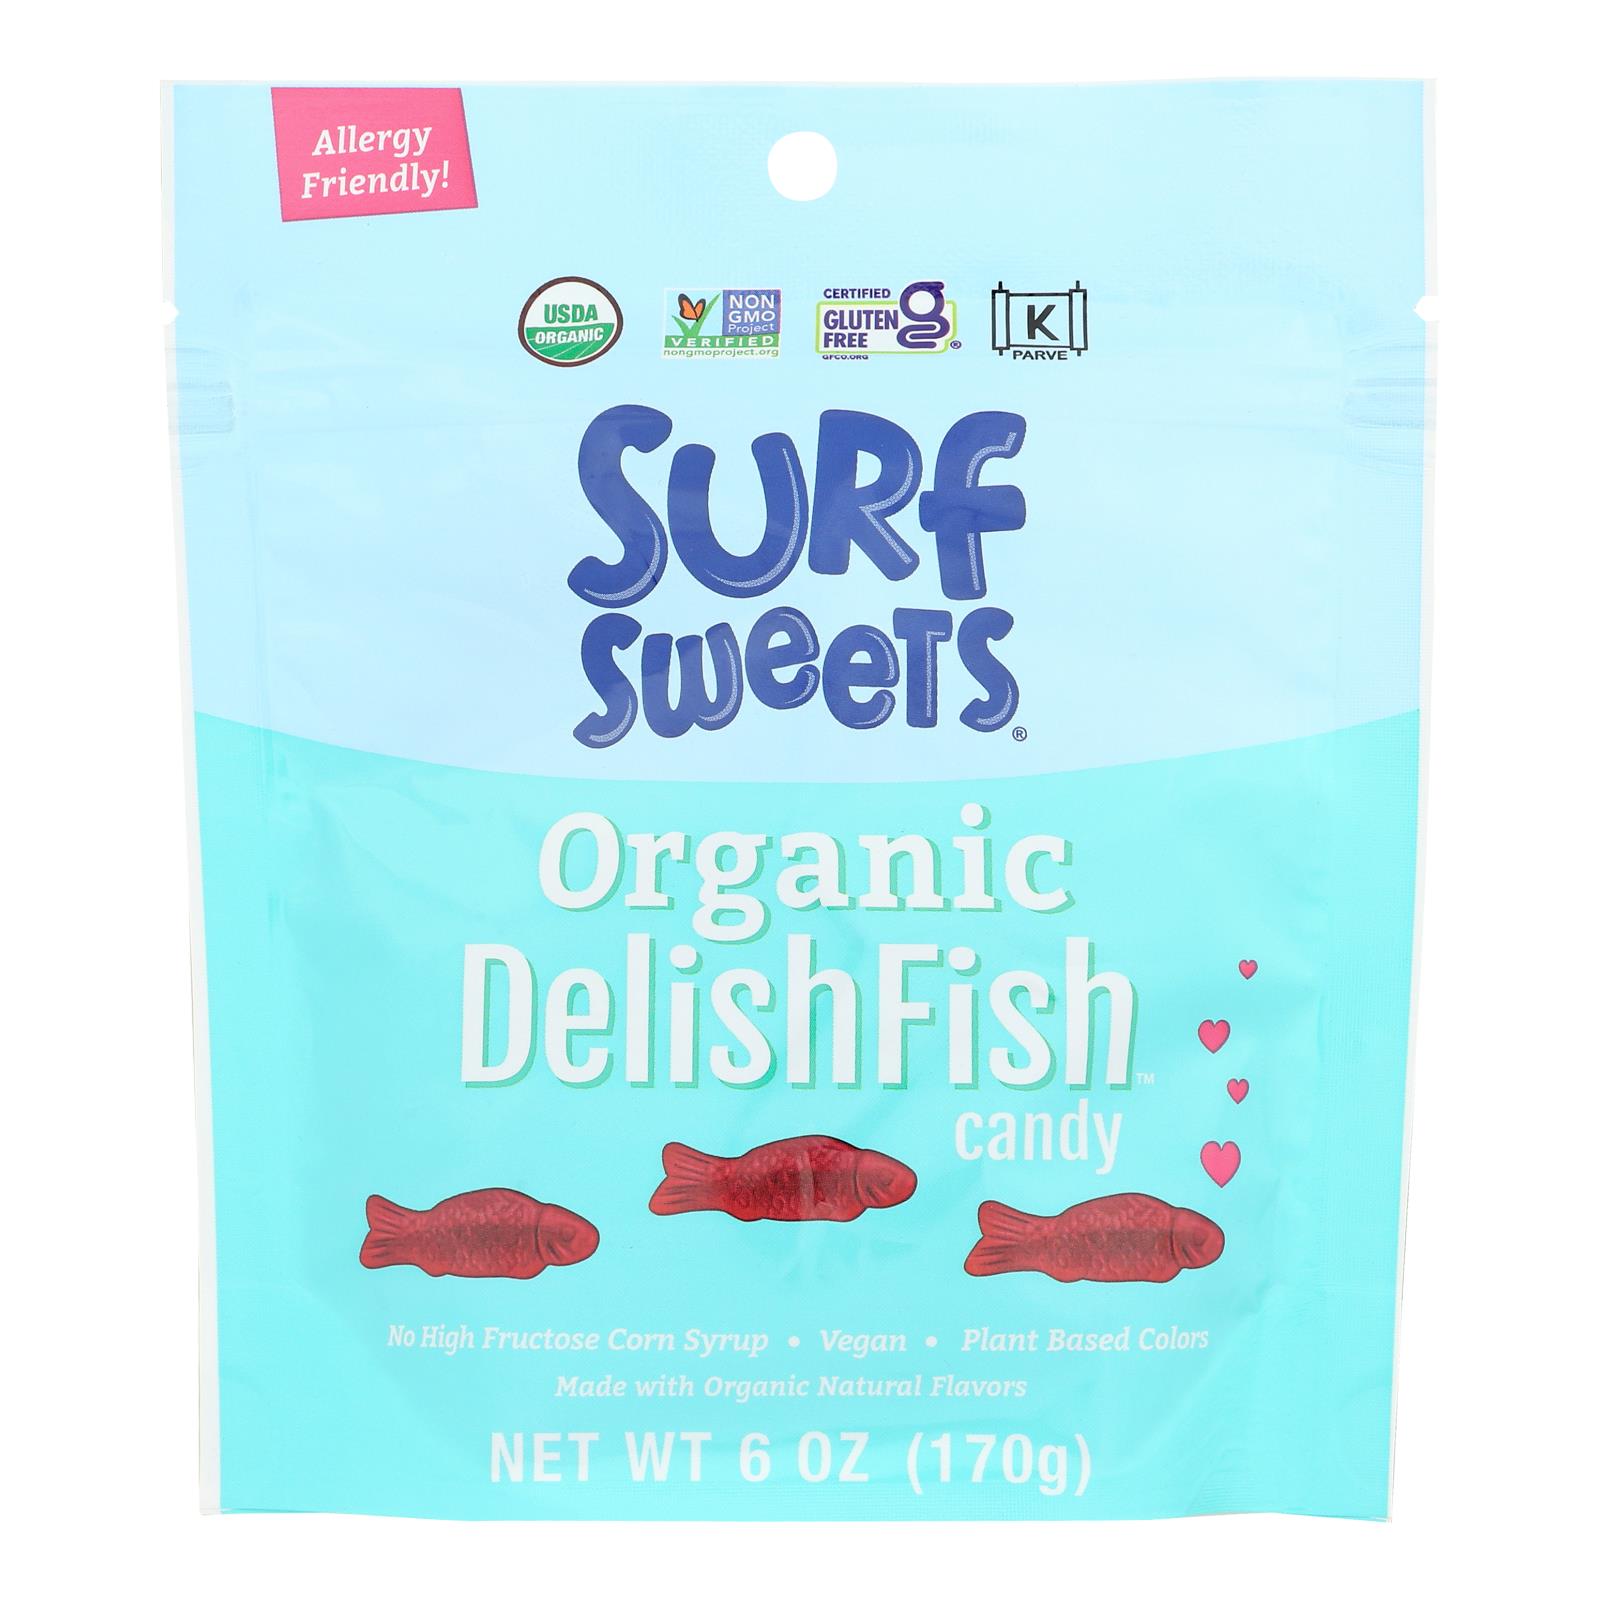 Allergy
Friendly!
USDA
ORGANIC
NON
GMO
Project
VERIFIED
nongmoproject.org
CERTIFIED
GLUTEN
FREE
GFCO.ORG
g
®
K
PARVE
SURF
SWEETS®
Organic
DelishFish™
candy
No High Fructose Corn Syrup • Vegan • Plant Based Colors
Made with Organic Natural Flavors
NET WT 6 OZ (170g)